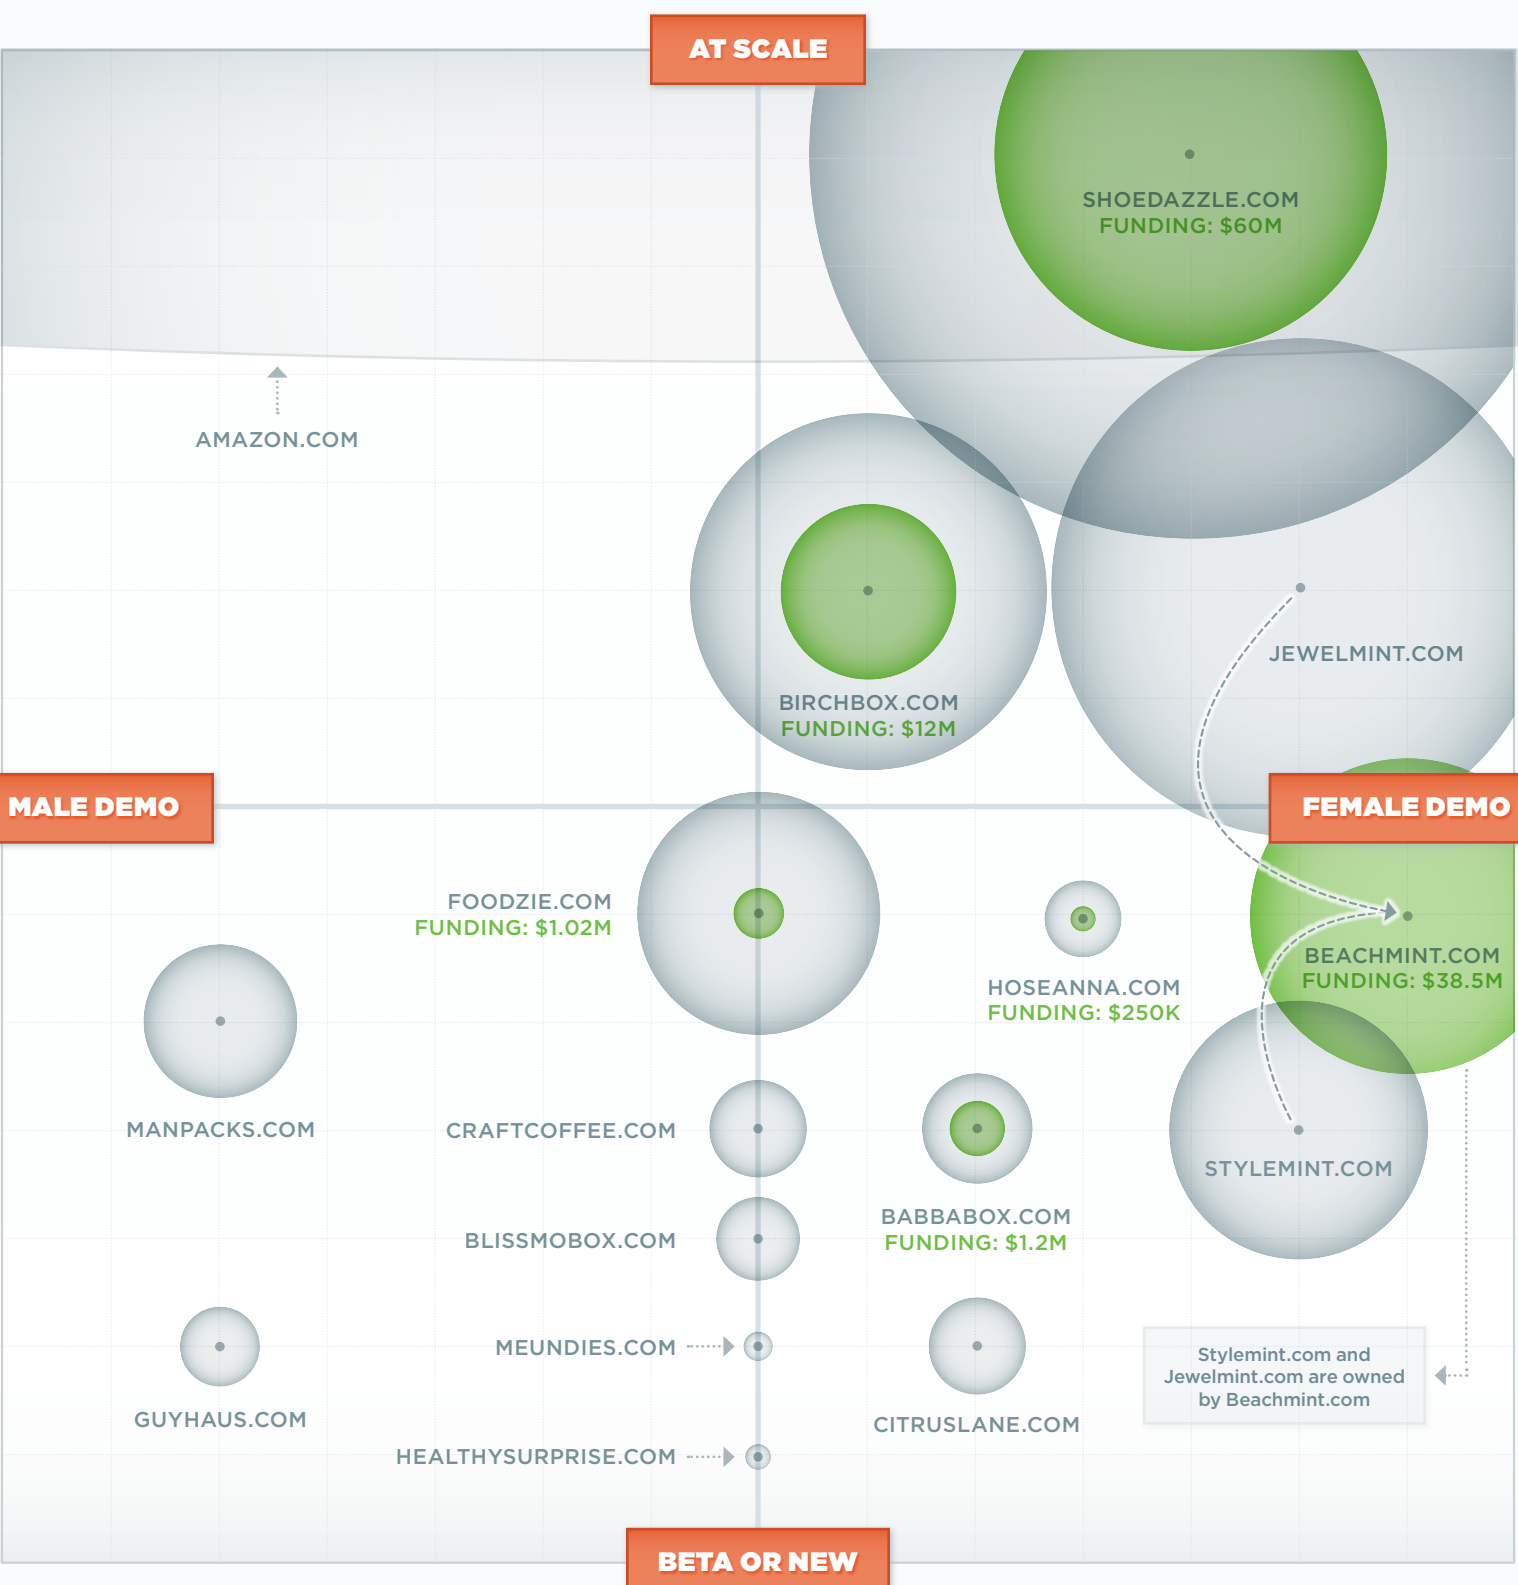 AT SCALE
SHOEDAZZLE.COM
FUNDING: $60M
AMAZON.COM
JEWELMINT.COM
BIRCHBOX.COM
FUNDING: $12M
MALE DEMO
FEMALE DEMO
FOODZIE.COM
FUNDING: $1.02M
HOSEANNA.COM
FUNDING: $250K
BEACHMINT.COM
FUNDING: $38.5M
MANPACKS.COM
CRAFTCOFFEE.COM
STYLEMINT.COM
BABBABOX.COM
FUNDING: $1.2M
BLISSMOBOX.COM
MEUNDIES.COM
Stylemint.com and
Jewelmint.com are owned
by Beachmint.com
GUYHAUS.COM
CITRUSLANE.COM
HEALTHYSURPRISE.COM
BETA OR NEW